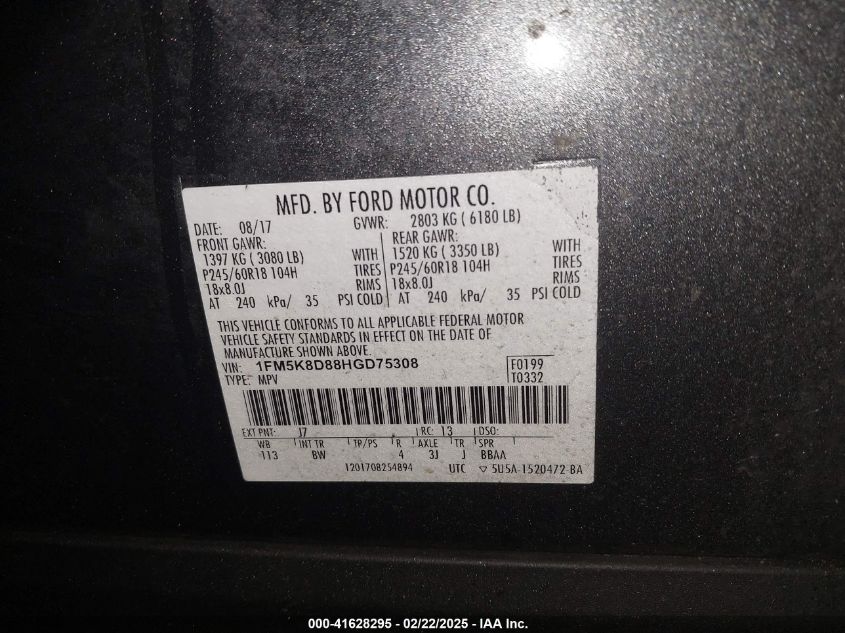 MFD. BY FORD MOTOR CO.
DATE: 08/17 GVWR: 2803 KG ( 6180 LB)
FRONT GAWR: REAR GAWR:
1397 KG ( 3080 LB) WITH 1520 KG ( 3350 LB) WITH
P245/60R18 104H TIRES P245/60R18 104H TIRES
18x8.0J RIMS 18x8.0J RIMS
AT 240 kPa/ 35 PSI COLD AT 240 kPa/ 35 PSI COLD
THIS VEHICLE CONFORMS TO ALL APPLICABLE FEDERAL MOTOR
VEHICLE SAFETY STANDARDS IN EFFECT ON THE DATE OF
MANUFACTURE SHOWN ABOVE.
VIN: 1FM5K8D88HGD75308 F0199
TYPE: MPV T0332
EXT PNT: J7 RC: 13 DSO:
WB INT TR TP/PS R AXLE TR SPR
113 BW 4 3J J BBAA
1201708254894 UTC ▽ 5U5A-1520472-BA
000-41628295 - 02/22/2025 - IAA Inc.